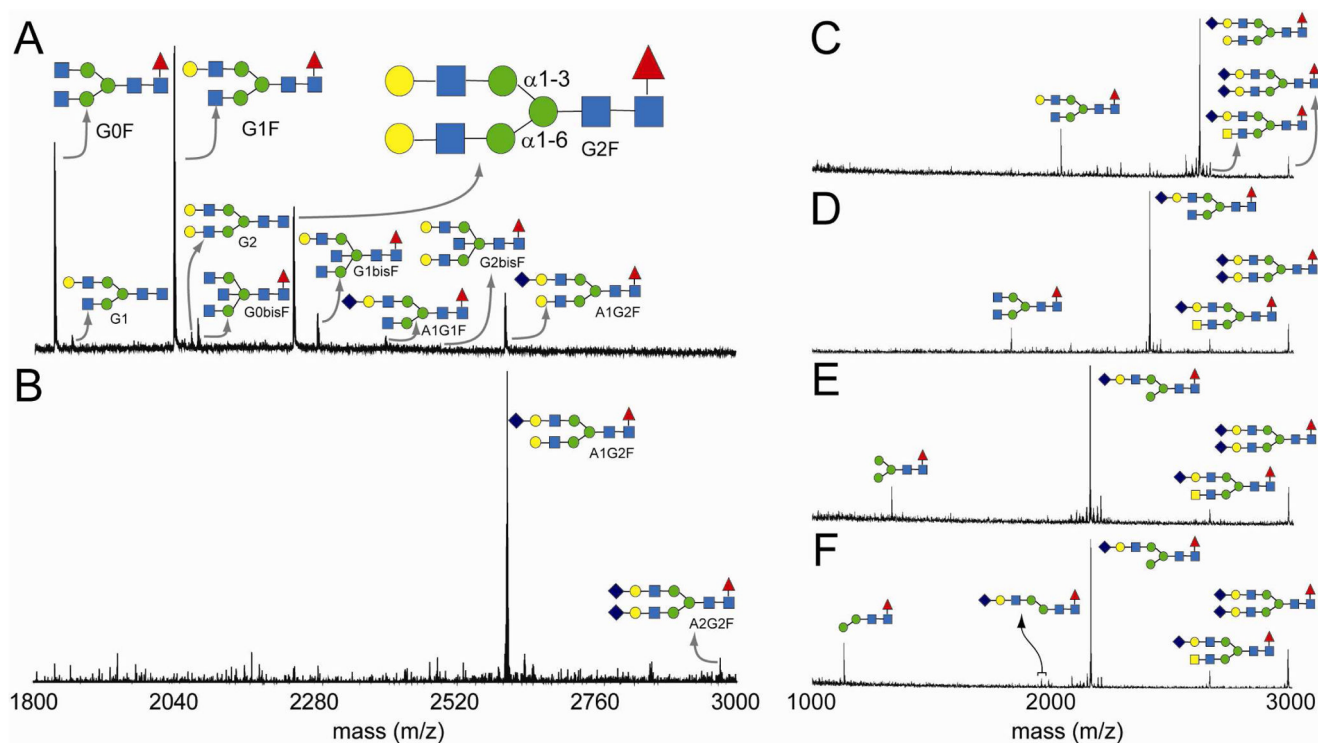 A
G0F
G1F
α1-3
α1-6
G2F
G1
G2
G0bisF
G1bisF
A1G1F
G2bisF
A1G2F
B
A1G2F
A2G2F
1800 2040 2280 2520 2760 3000
mass (m/z)
C
D
E
F
1000 2000 3000
mass (m/z)